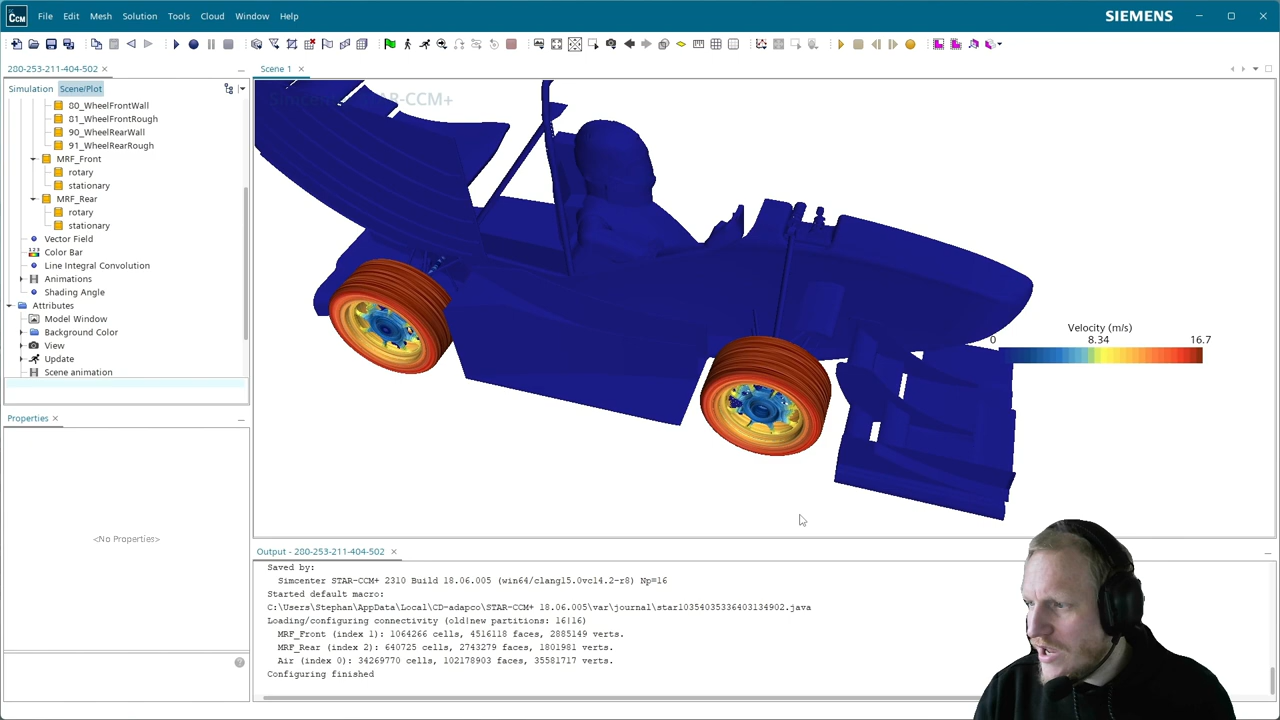 CCM
File Edit Mesh Solution Tools Cloud Window Help
SIEMENS
280-253-211-404-502
Scene 1
Simulation Scene/Plot
80_WheelFrontWall
81_WheelFrontRough
90_WheelRearWall
91_WheelRearRough
MRF_Front
rotary
stationary
MRF_Rear
rotary
stationary
Vector Field
Color Bar
Line Integral Convolution
Animations
Shading Angle
Attributes
Model Window
Background Color
View
Update
Scene animation
Properties
<No Properties>
STAR-CCM+
Velocity (m/s)
0 8.34 16.7
Output - 280-253-211-404-502
Saved by:
Simcenter STAR-CCM+ 2310 Build 18.06.005 (win64/clang15.0vc14.2-r8) Np=16
Started default macro:
C:\Users\Stephan\AppData\Local\CD-adapco\STAR-CCM+ 18.06.005\var\journal\star10354035336403134902.java
Loading/configuring connectivity (old|new partitions: 16|16)
MRF_Front (index 1): 1064266 cells, 4516118 faces, 2885149 verts.
MRF_Rear (index 2): 640725 cells, 2743279 faces, 1801981 verts.
Air (index 0): 34269770 cells, 102178903 faces, 35581717 verts.
Configuring finished